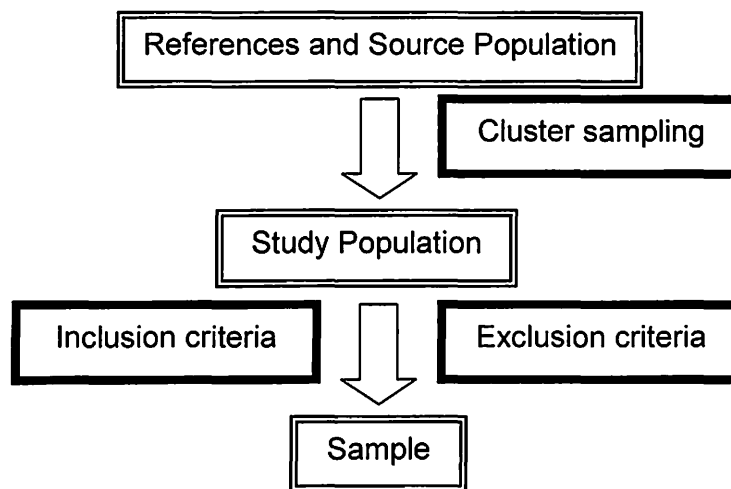 References and Source Population
Cluster sampling
Study Population
Inclusion criteria
Exclusion criteria
Sample